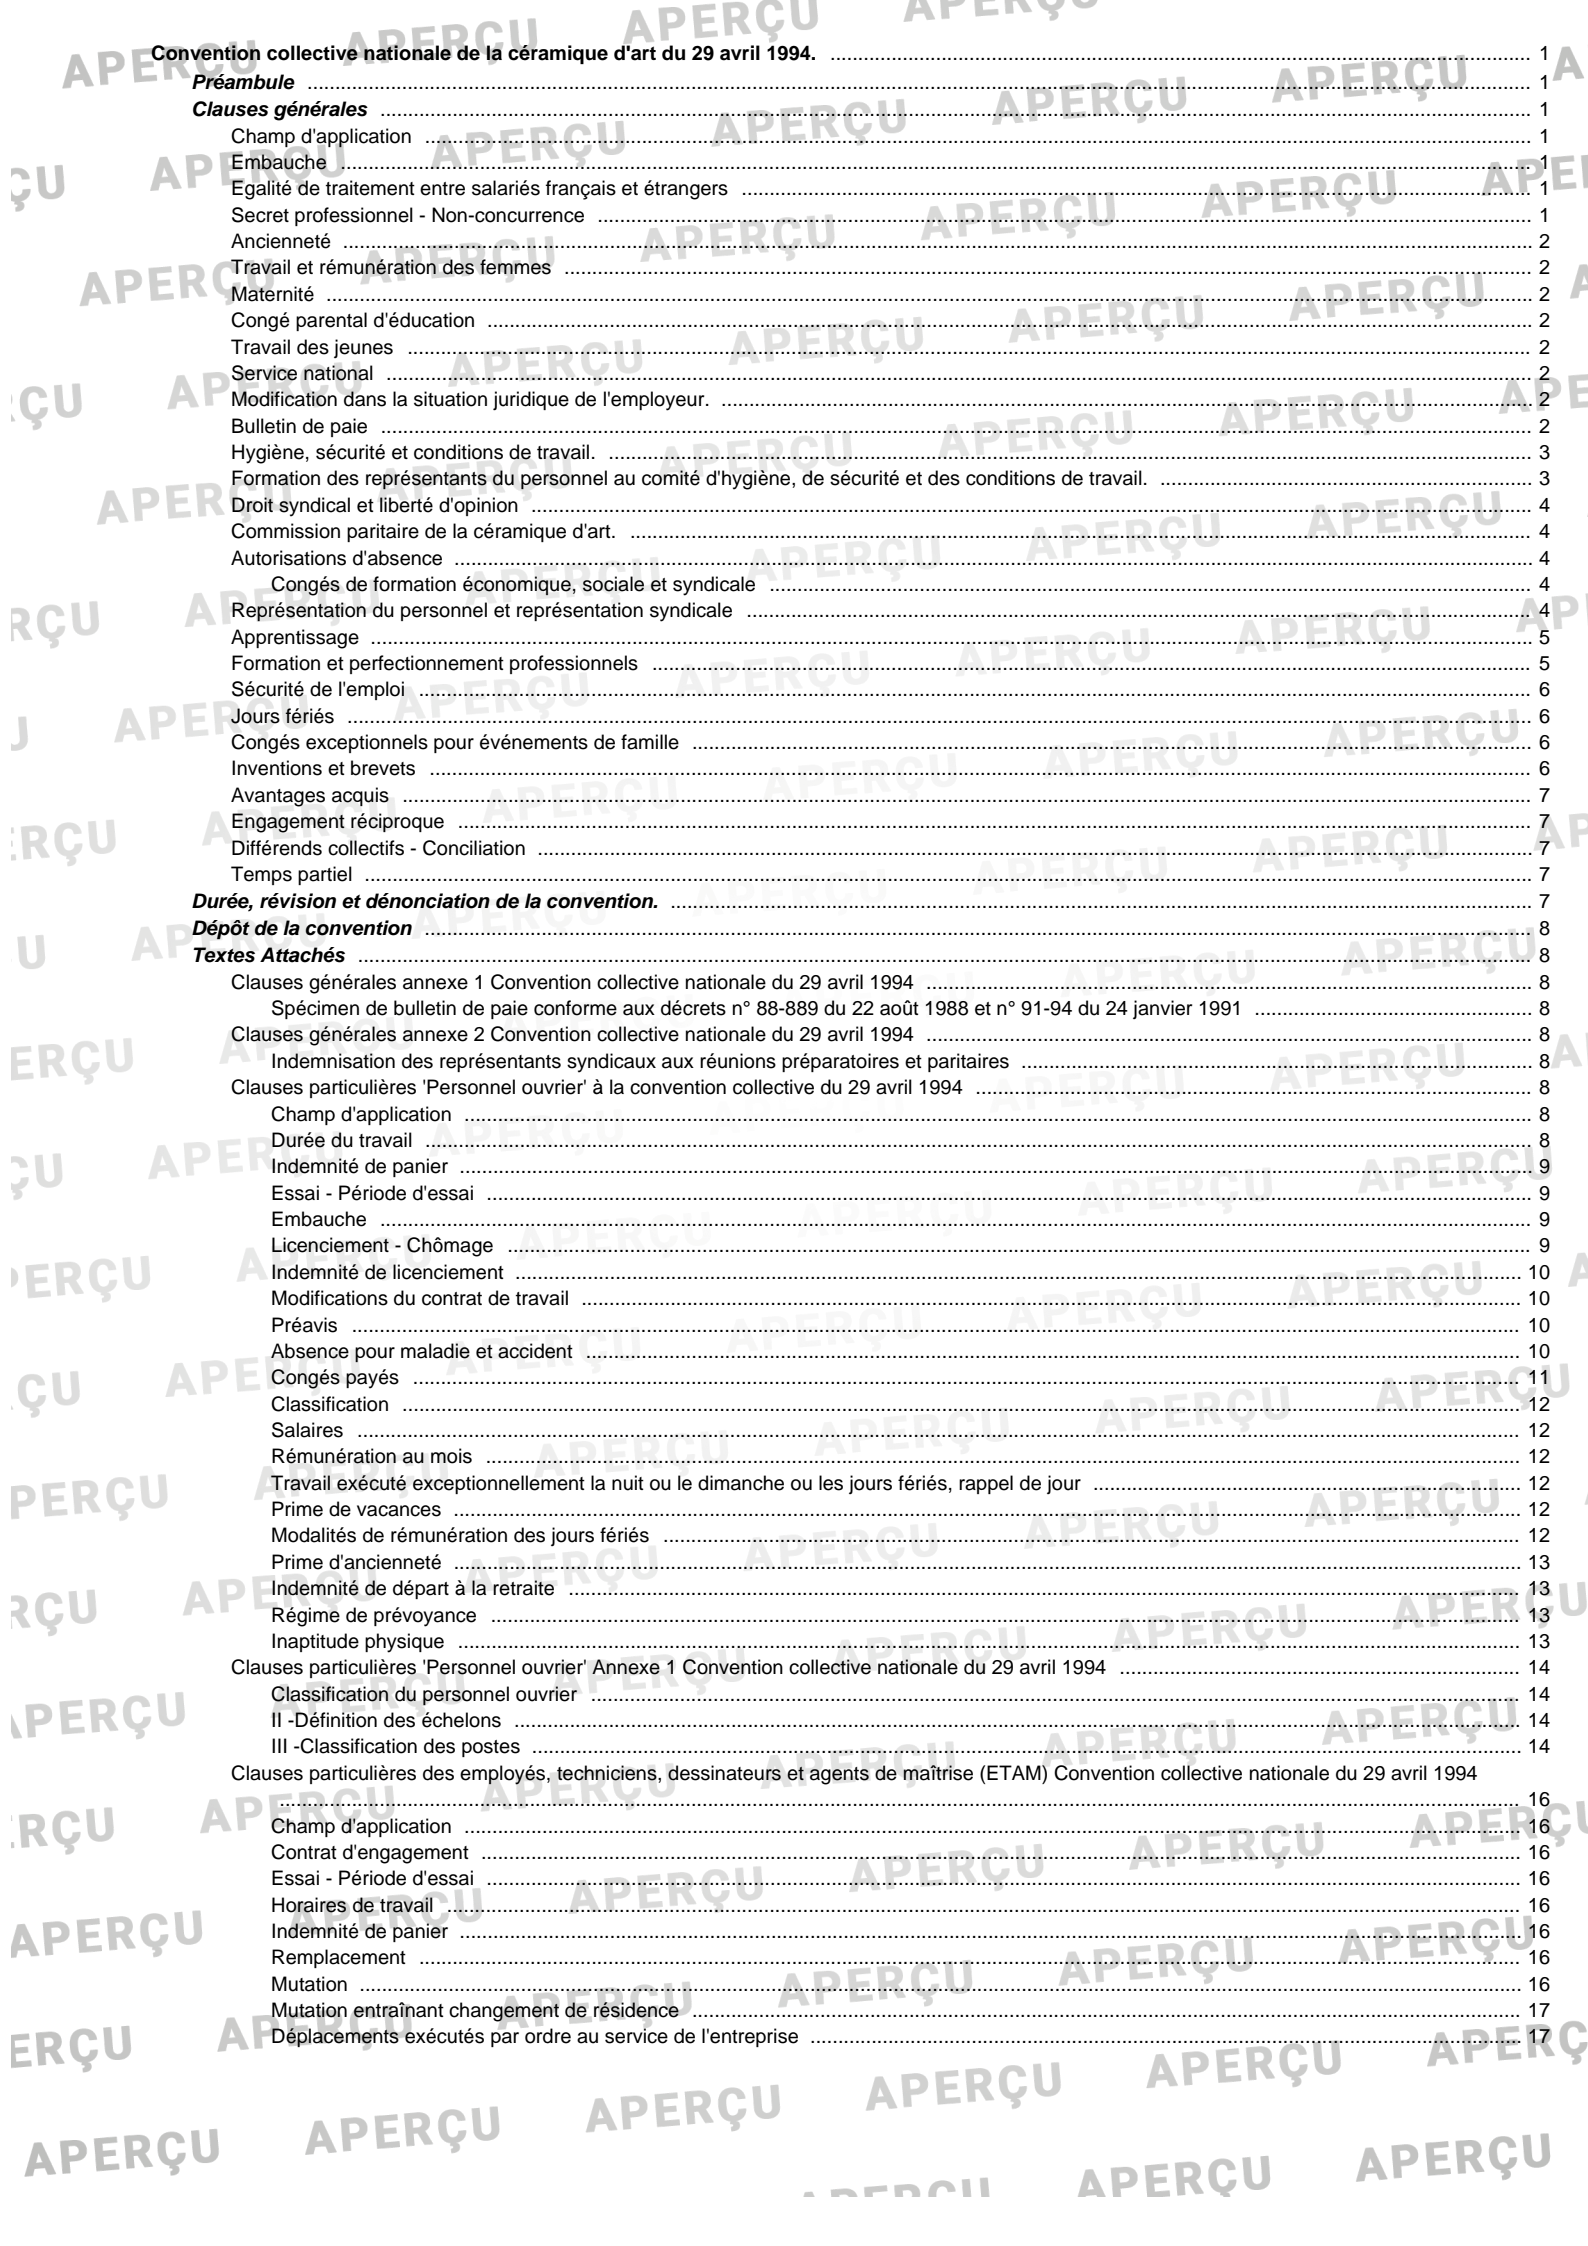 Convention collective nationale de la céramique d'art du 29 avril 1994. 1
Préambule 1
Clauses générales 1
Champ d'application 1
Embauche 1
Egalité de traitement entre salariés français et étrangers 1
Secret professionnel - Non-concurrence 1
Ancienneté 2
Travail et rémunération des femmes 2
Maternité 2
Congé parental d'éducation 2
Travail des jeunes 2
Service national 2
Modification dans la situation juridique de l'employeur. 2
Bulletin de paie 2
Hygiène, sécurité et conditions de travail. 3
Formation des représentants du personnel au comité d'hygiène, de sécurité et des conditions de travail. 3
Droit syndical et liberté d'opinion 4
Commission paritaire de la céramique d'art. 4
Autorisations d'absence 4
Congés de formation économique, sociale et syndicale 4
Représentation du personnel et représentation syndicale 4
Apprentissage 5
Formation et perfectionnement professionnels 5
Sécurité de l'emploi 6
Jours fériés 6
Congés exceptionnels pour événements de famille 6
Inventions et brevets 6
Avantages acquis 7
Engagement réciproque 7
Différends collectifs - Conciliation 7
Temps partiel 7
Durée, révision et dénonciation de la convention. 7
Dépôt de la convention 8
Textes Attachés 8
Clauses générales annexe 1 Convention collective nationale du 29 avril 1994 8
Spécimen de bulletin de paie conforme aux décrets n° 88-889 du 22 août 1988 et n° 91-94 du 24 janvier 1991 8
Clauses générales annexe 2 Convention collective nationale du 29 avril 1994 8
Indemnisation des représentants syndicaux aux réunions préparatoires et paritaires 8
Clauses particulières 'Personnel ouvrier' à la convention collective du 29 avril 1994 8
Champ d'application 8
Durée du travail 8
Indemnité de panier 9
Essai - Période d'essai 9
Embauche 9
Licenciement - Chômage 9
Indemnité de licenciement 10
Modifications du contrat de travail 10
Préavis 10
Absence pour maladie et accident 10
Congés payés 11
Classification 12
Salaires 12
Rémunération au mois 12
Travail exécuté exceptionnellement la nuit ou le dimanche ou les jours fériés, rappel de jour 12
Prime de vacances 12
Modalités de rémunération des jours fériés 12
Prime d'ancienneté 13
Indemnité de départ à la retraite 13
Régime de prévoyance 13
Inaptitude physique 13
Clauses particulières 'Personnel ouvrier' Annexe 1 Convention collective nationale du 29 avril 1994 14
Classification du personnel ouvrier 14
II -Définition des échelons 14
III -Classification des postes 14
Clauses particulières des employés, techniciens, dessinateurs et agents de maîtrise (ETAM) Convention collective nationale du 29 avril 1994
16
Champ d'application 16
Contrat d'engagement 16
Essai - Période d'essai 16
Horaires de travail 16
Indemnité de panier 16
Remplacement 16
Mutation 16
Mutation entraînant changement de résidence 17
Déplacements exécutés par ordre au service de l'entreprise 17
APERÇU